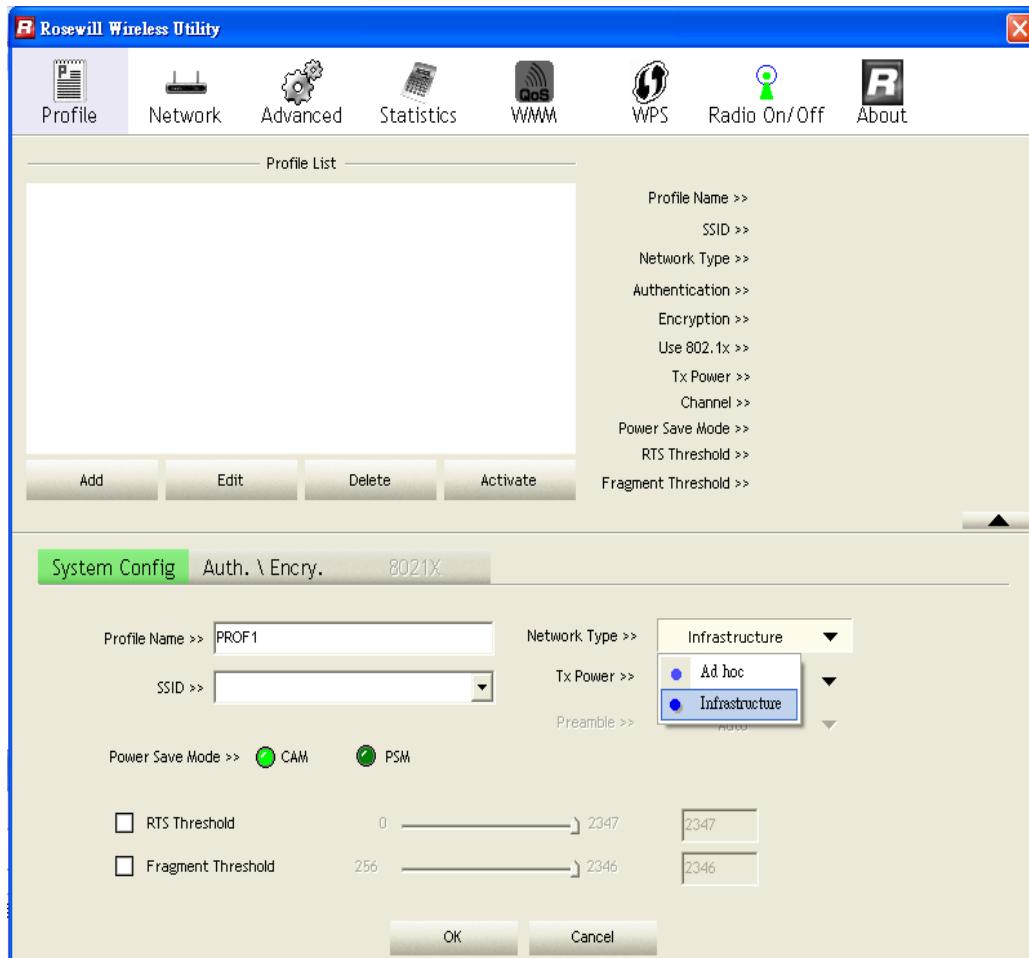 R Rosewill Wireless Utility
Profile Network Advanced Statistics QoS WMM WPS Radio On/Off R About
Profile List
Profile Name >>
SSID >>
Network Type >>
Authentication >>
Encryption >>
Use 802.1x >>
Tx Power >>
Channel >>
Power Save Mode >>
RTS Threshold >>
Fragment Threshold >>
Add Edit Delete Activate
System Config Auth. \ Encry. 8021X
Profile Name >> PROF1 Network Type >> Infrastructure
SSID >> Tx Power >> Ad hoc
Infrastructure
Preamble >> Auto
Power Save Mode >> CAM PSM
RTS Threshold 0 2347 2347
Fragment Threshold 256 2346 2346
OK Cancel